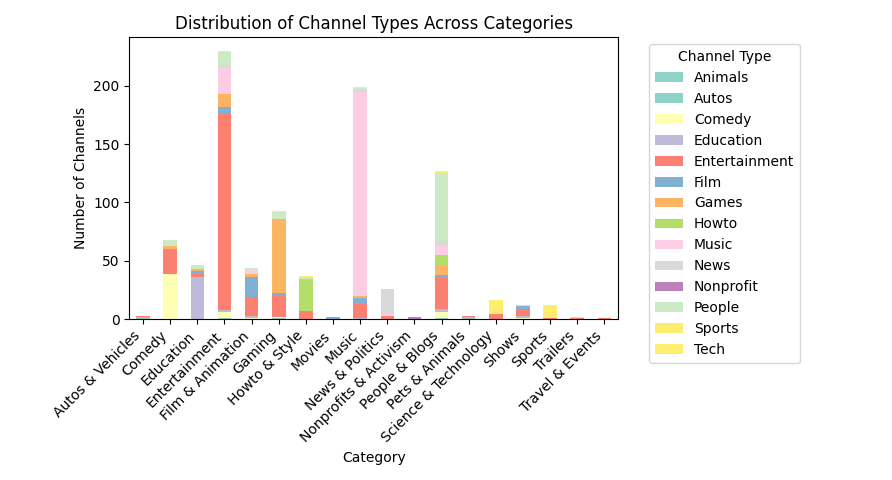 Distribution of Channel Types Across Categories
Number of Channels
200
150
100
50
0
Autos & Vehicles
Comedy
Education
Entertainment
Film & Animation
Gaming
Howto & Style
Movies
Music
News & Politics
Nonprofits & Activism
People & Blogs
Pets & Animals
Science & Technology
Shows
Sports
Trailers
Travel & Events
Category
Channel Type
Animals
Autos
Comedy
Education
Entertainment
Film
Games
Howto
Music
News
Nonprofit
People
Sports
Tech